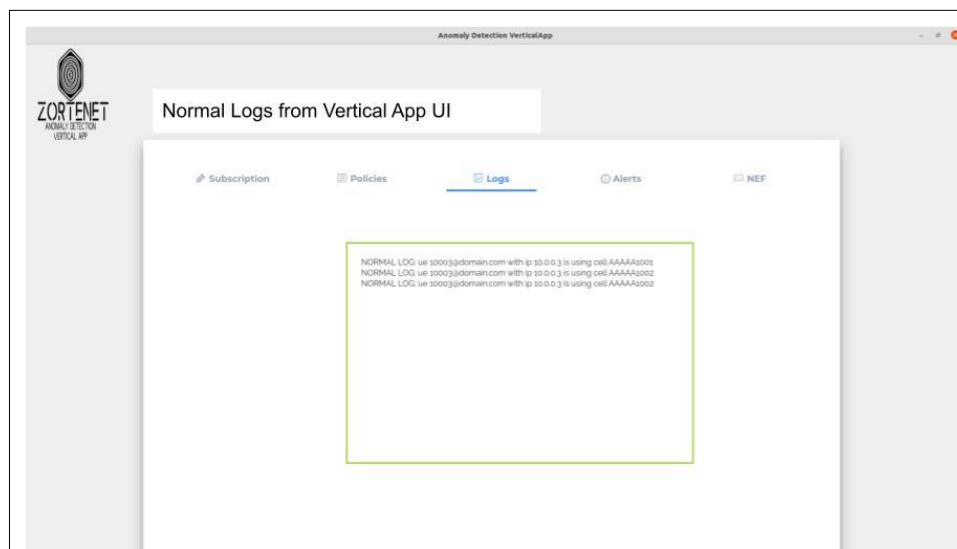 Anomaly Detection VerticalApp
ZORTENET
ANOMALY DETECTION
VERTICAL APP
Normal Logs from Vertical App UI
Subscription
Policies
Logs
Alerts
NEF
NORMAL LOG: ue 10003@domain.com with ip 10.0.0.3 is using cell AAAAA1001
NORMAL LOG: ue 10003@domain.com with ip 10.0.0.3 is using cell AAAAA1002
NORMAL LOG: ue 10003@domain.com with ip 10.0.0.3 is using cell AAAAA1002